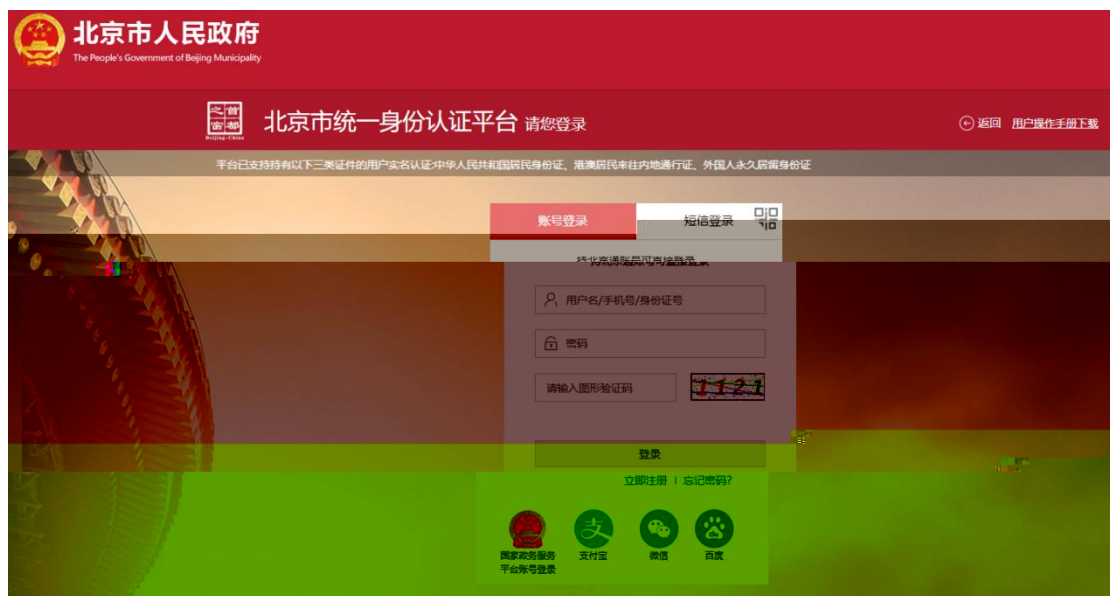 北京市人民政府
The People's Government of Beijing Municipality
首都之窗
Beijing-China
北京市统一身份认证平台 请您登录
返回 用户操作手册下载
平台已支持持有以下三类证件的用户实名认证:中华人民共和国居民身份证、港澳居民来往内地通行证、外国人永久居留身份证
账号登录 短信登录
用户名/手机号/身份证号
密码
请输入图形验证码 1121
登录
立即注册 | 忘记密码?
国家政务服务平台账号登录 支付宝 微信 百度